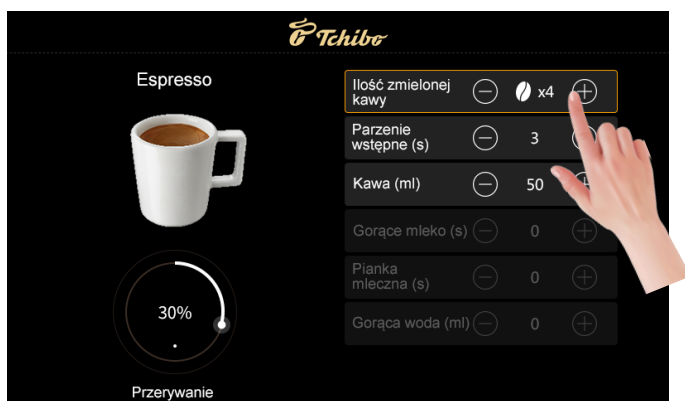 Tchibo
Espresso
Ilość zmielonej
kawy
x4
Parzenie
wstępne (s)
3
Kawa (ml)
50
Gorące mleko (s)
0
Pianka
mleczna (s)
0
Gorąca woda (ml)
0
30%
Przerywanie